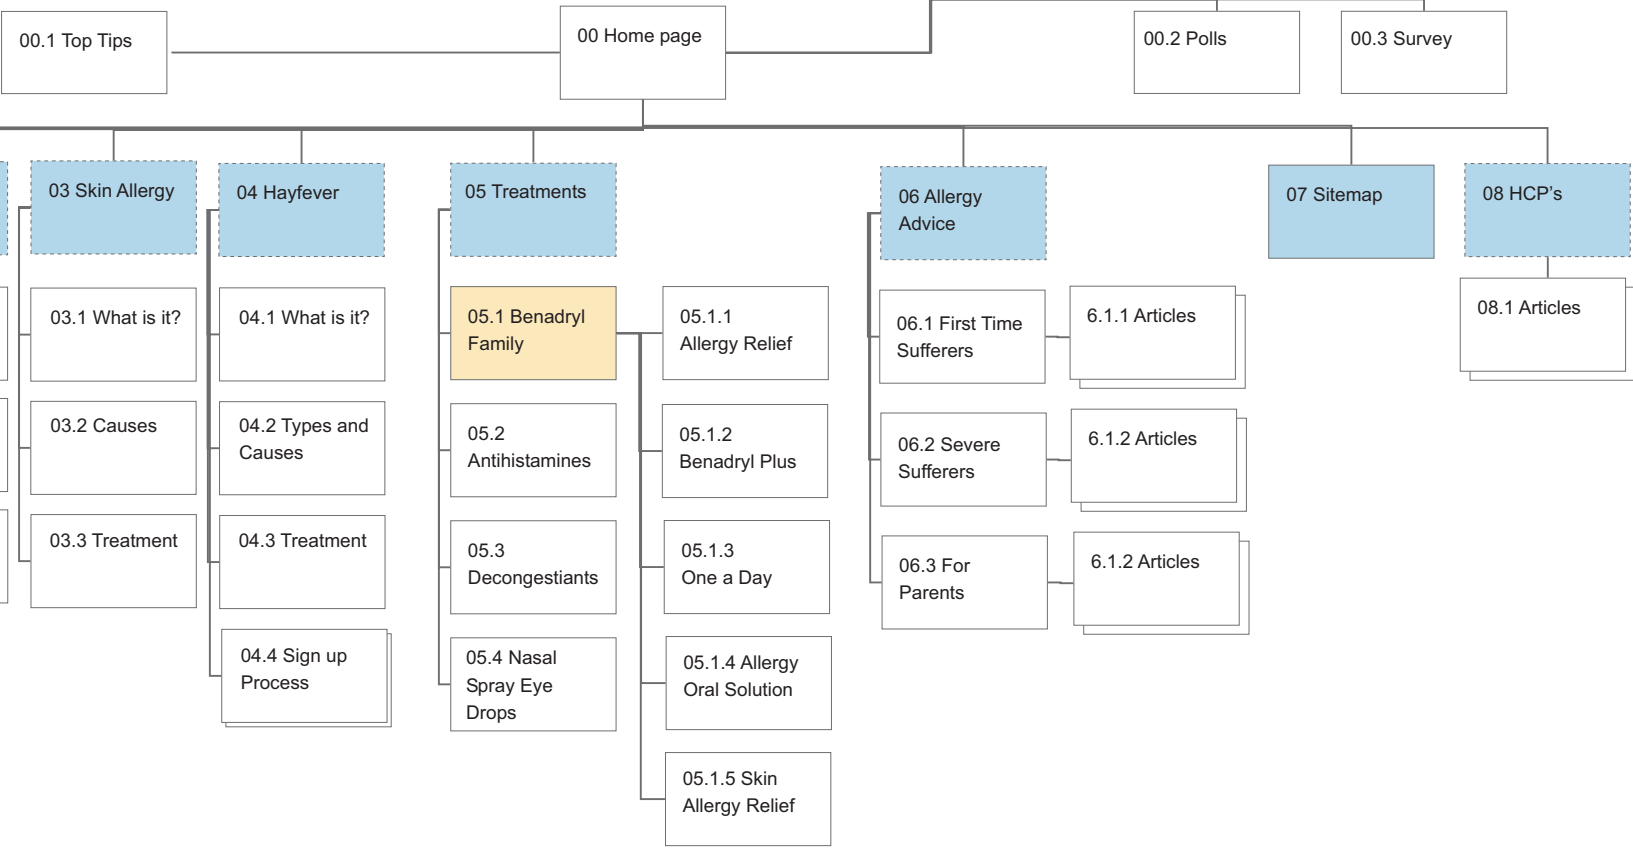 00.1 Top Tips
00 Home page
00.2 Polls
00.3 Survey
03 Skin Allergy
04 Hayfever
05 Treatments
06 Allergy
Advice
07 Sitemap
08 HCP's
03.1 What is it?
04.1 What is it?
05.1 Benadryl
Family
05.1.1
Allergy Relief
06.1 First Time
Sufferers
6.1.1 Articles
08.1 Articles
03.2 Causes
04.2 Types and
Causes
05.2
Antihistamines
05.1.2
Benadryl Plus
06.2 Severe
Sufferers
6.1.2 Articles
03.3 Treatment
04.3 Treatment
05.3
Decongestiants
05.1.3
One a Day
06.3 For
Parents
6.1.2 Articles
04.4 Sign up
Process
05.4 Nasal
Spray Eye
Drops
05.1.4 Allergy
Oral Solution
05.1.5 Skin
Allergy Relief